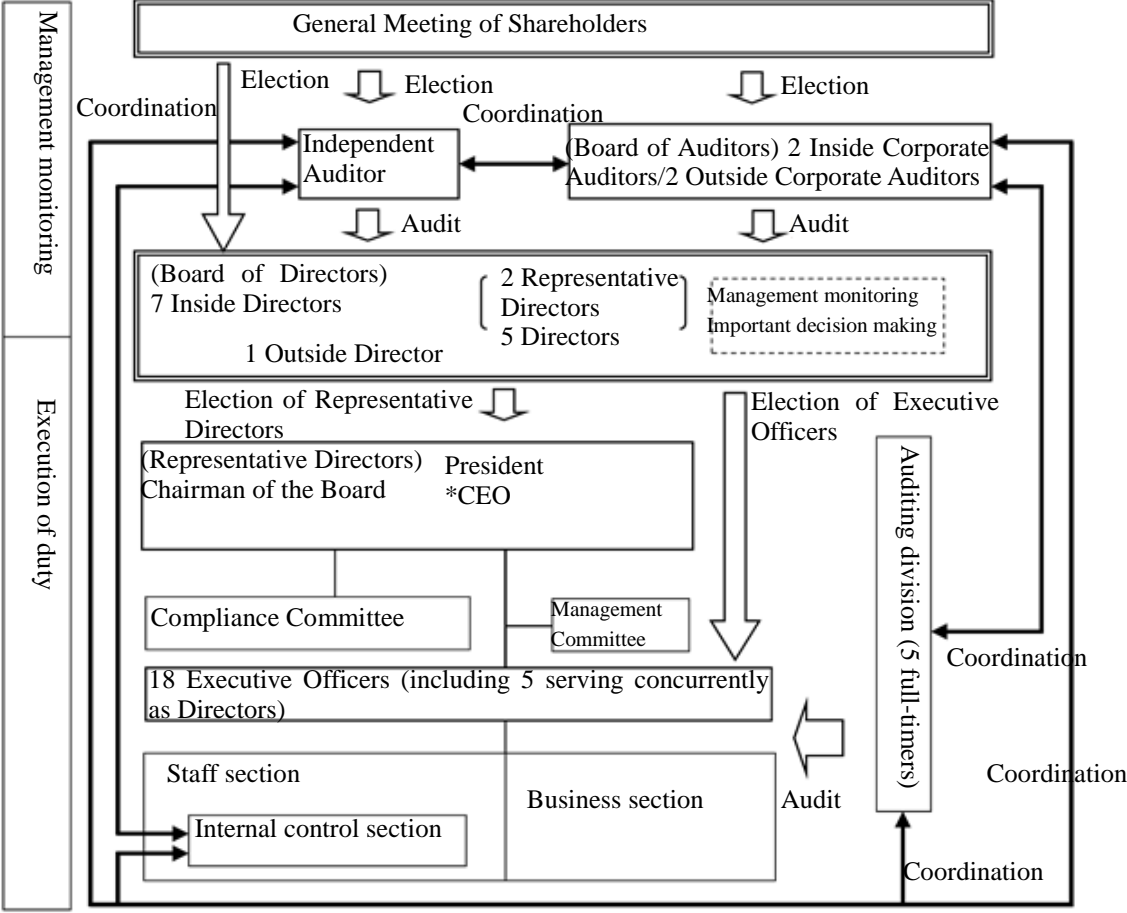 Management monitoring
General Meeting of Shareholders
Election
Election
Election
Coordination
Coordination
Independent
Auditor
(Board of Auditors) 2 Inside Corporate
Auditors/2 Outside Corporate Auditors
Audit
Audit
(Board of Directors)
7 Inside Directors
2 Representative
Directors
5 Directors
Management monitoring
Important decision making
1 Outside Director
Execution of duty
Election of Representative
Directors
Election of Executive
Officers
(Representative Directors)
Chairman of the Board
President
*CEO
Auditing division (5 full-timers)
Compliance Committee
Management
Committee
Coordination
18 Executive Officers (including 5 serving concurrently
as Directors)
Staff section
Business section
Audit
Coordination
Internal control section
Coordination